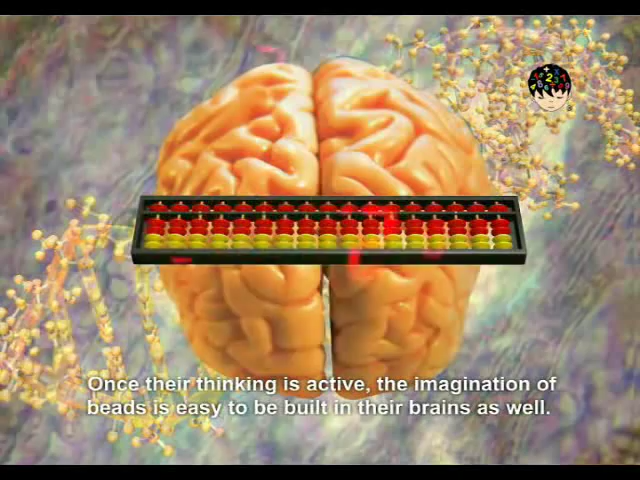 Once their thinking is active, the imagination of
beads is easy to be built in their brains as well.